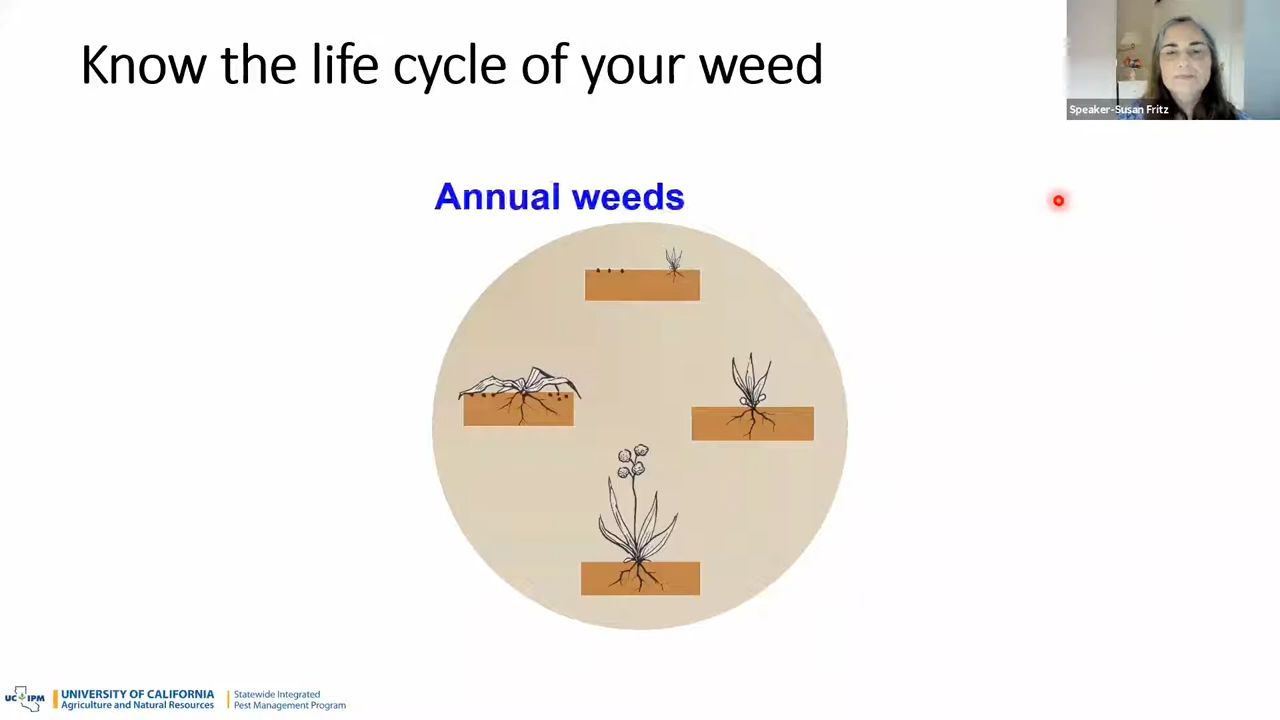 Know the life cycle of your weed
Speaker-Susan Fritz
Annual weeds
UC IPM
UNIVERSITY OF CALIFORNIA
Agriculture and Natural Resources
Statewide Integrated
Pest Management Program